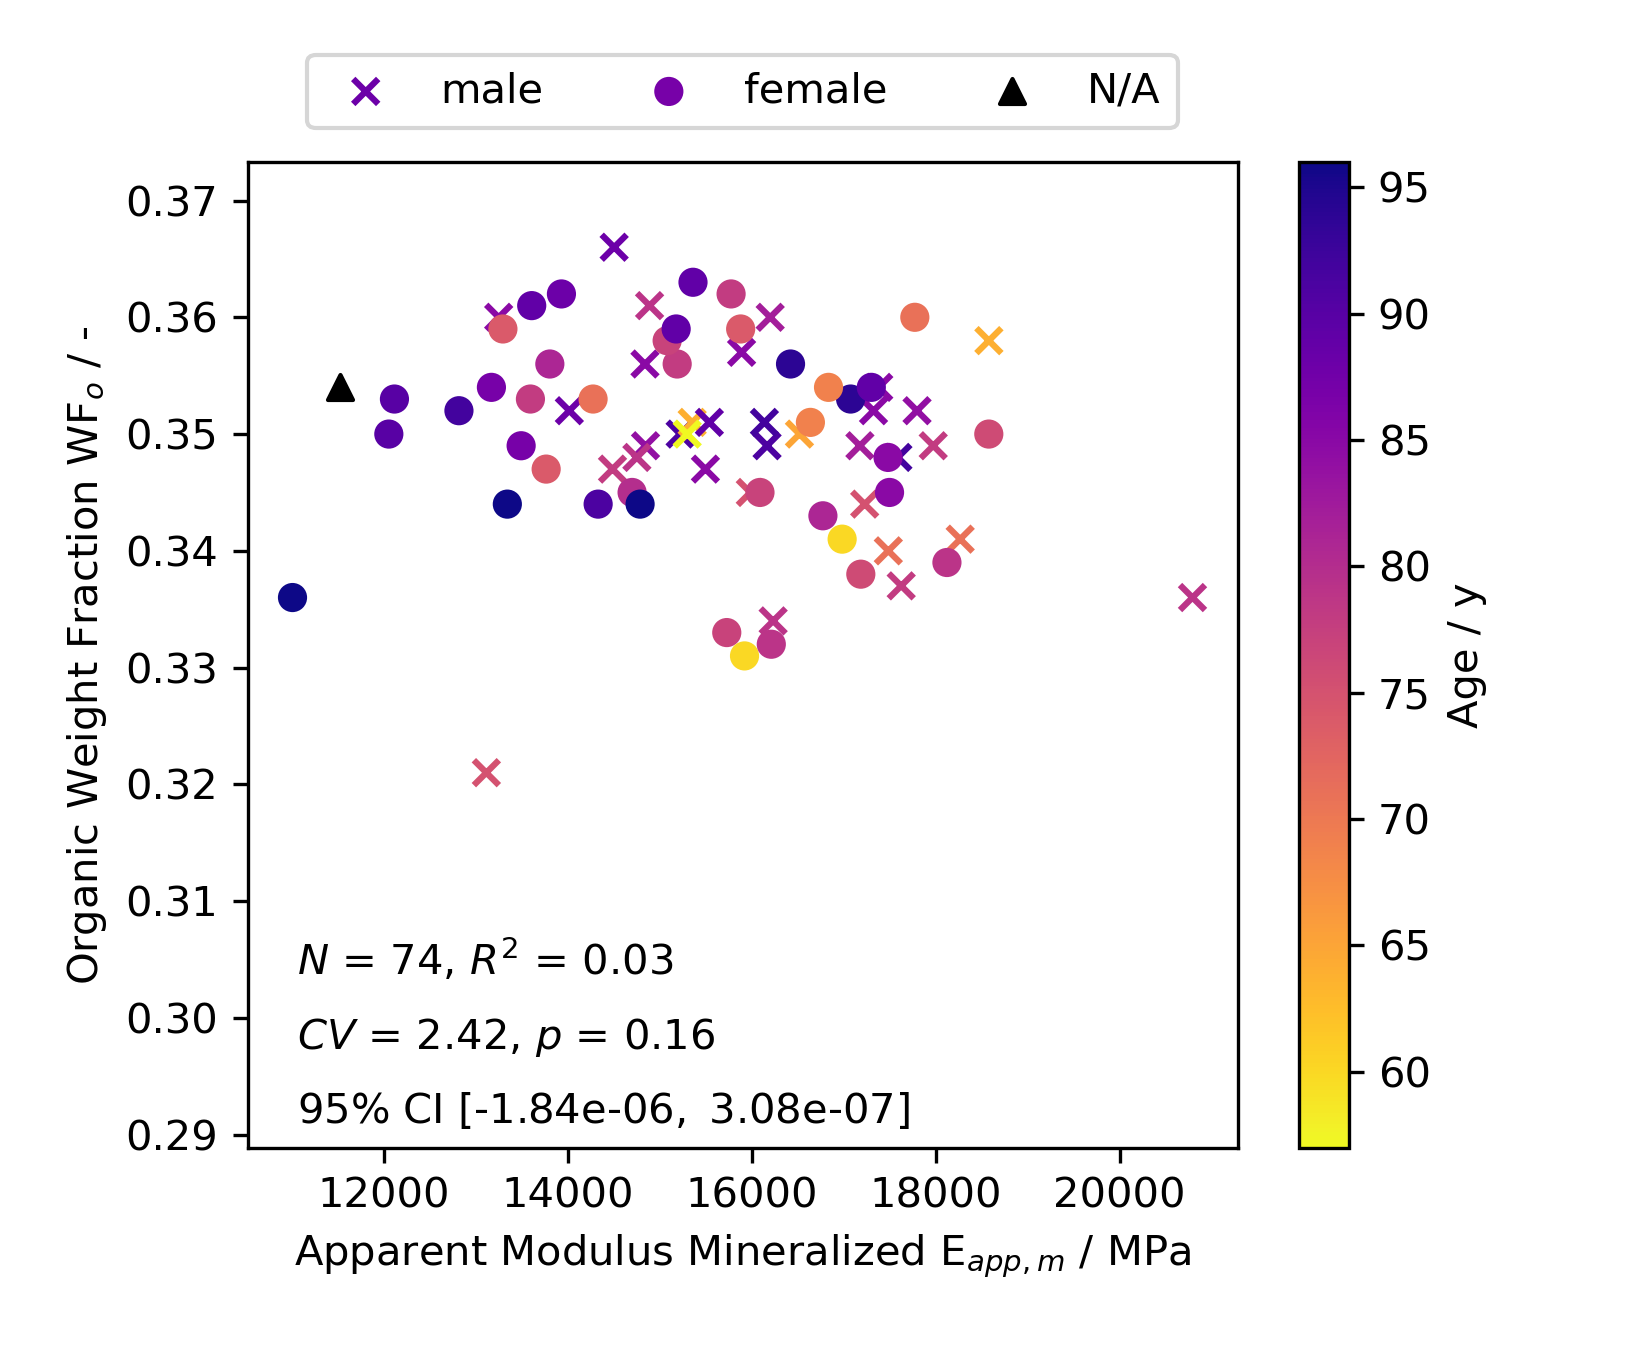 male female N/A
0.37
0.36
0.35
0.34
0.33
0.32
0.31
0.30
0.29
Organic Weight Fraction WFo / -
N = 74, R² = 0.03
CV = 2.42, p = 0.16
95% CI [-1.84e-06, 3.08e-07]
12000 14000 16000 18000 20000
Apparent Modulus Mineralized Eapp,m / MPa
95
90
85
80
75
70
65
60
Age / y